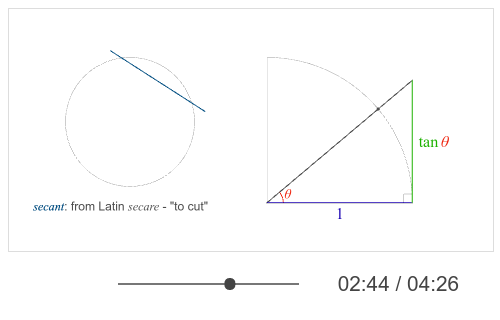 tan θ
θ
secant: from Latin secare - "to cut"
1
02:44 / 04:26